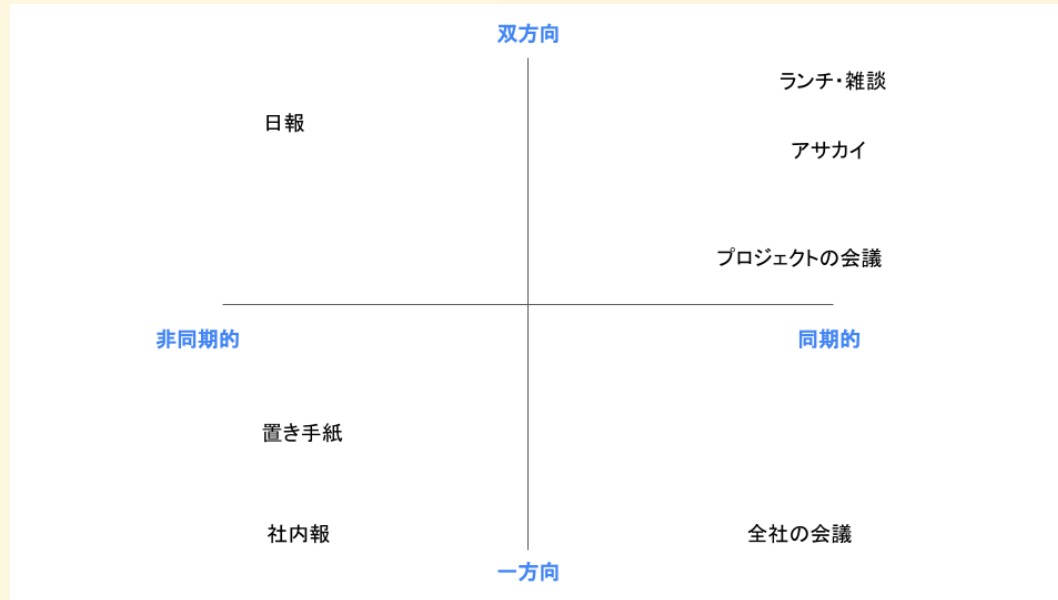 双方向
ランチ・雑談
日報
アサカイ
プロジェクトの会議
非同期的
同期的
置き手紙
社内報
全社の会議
一方向